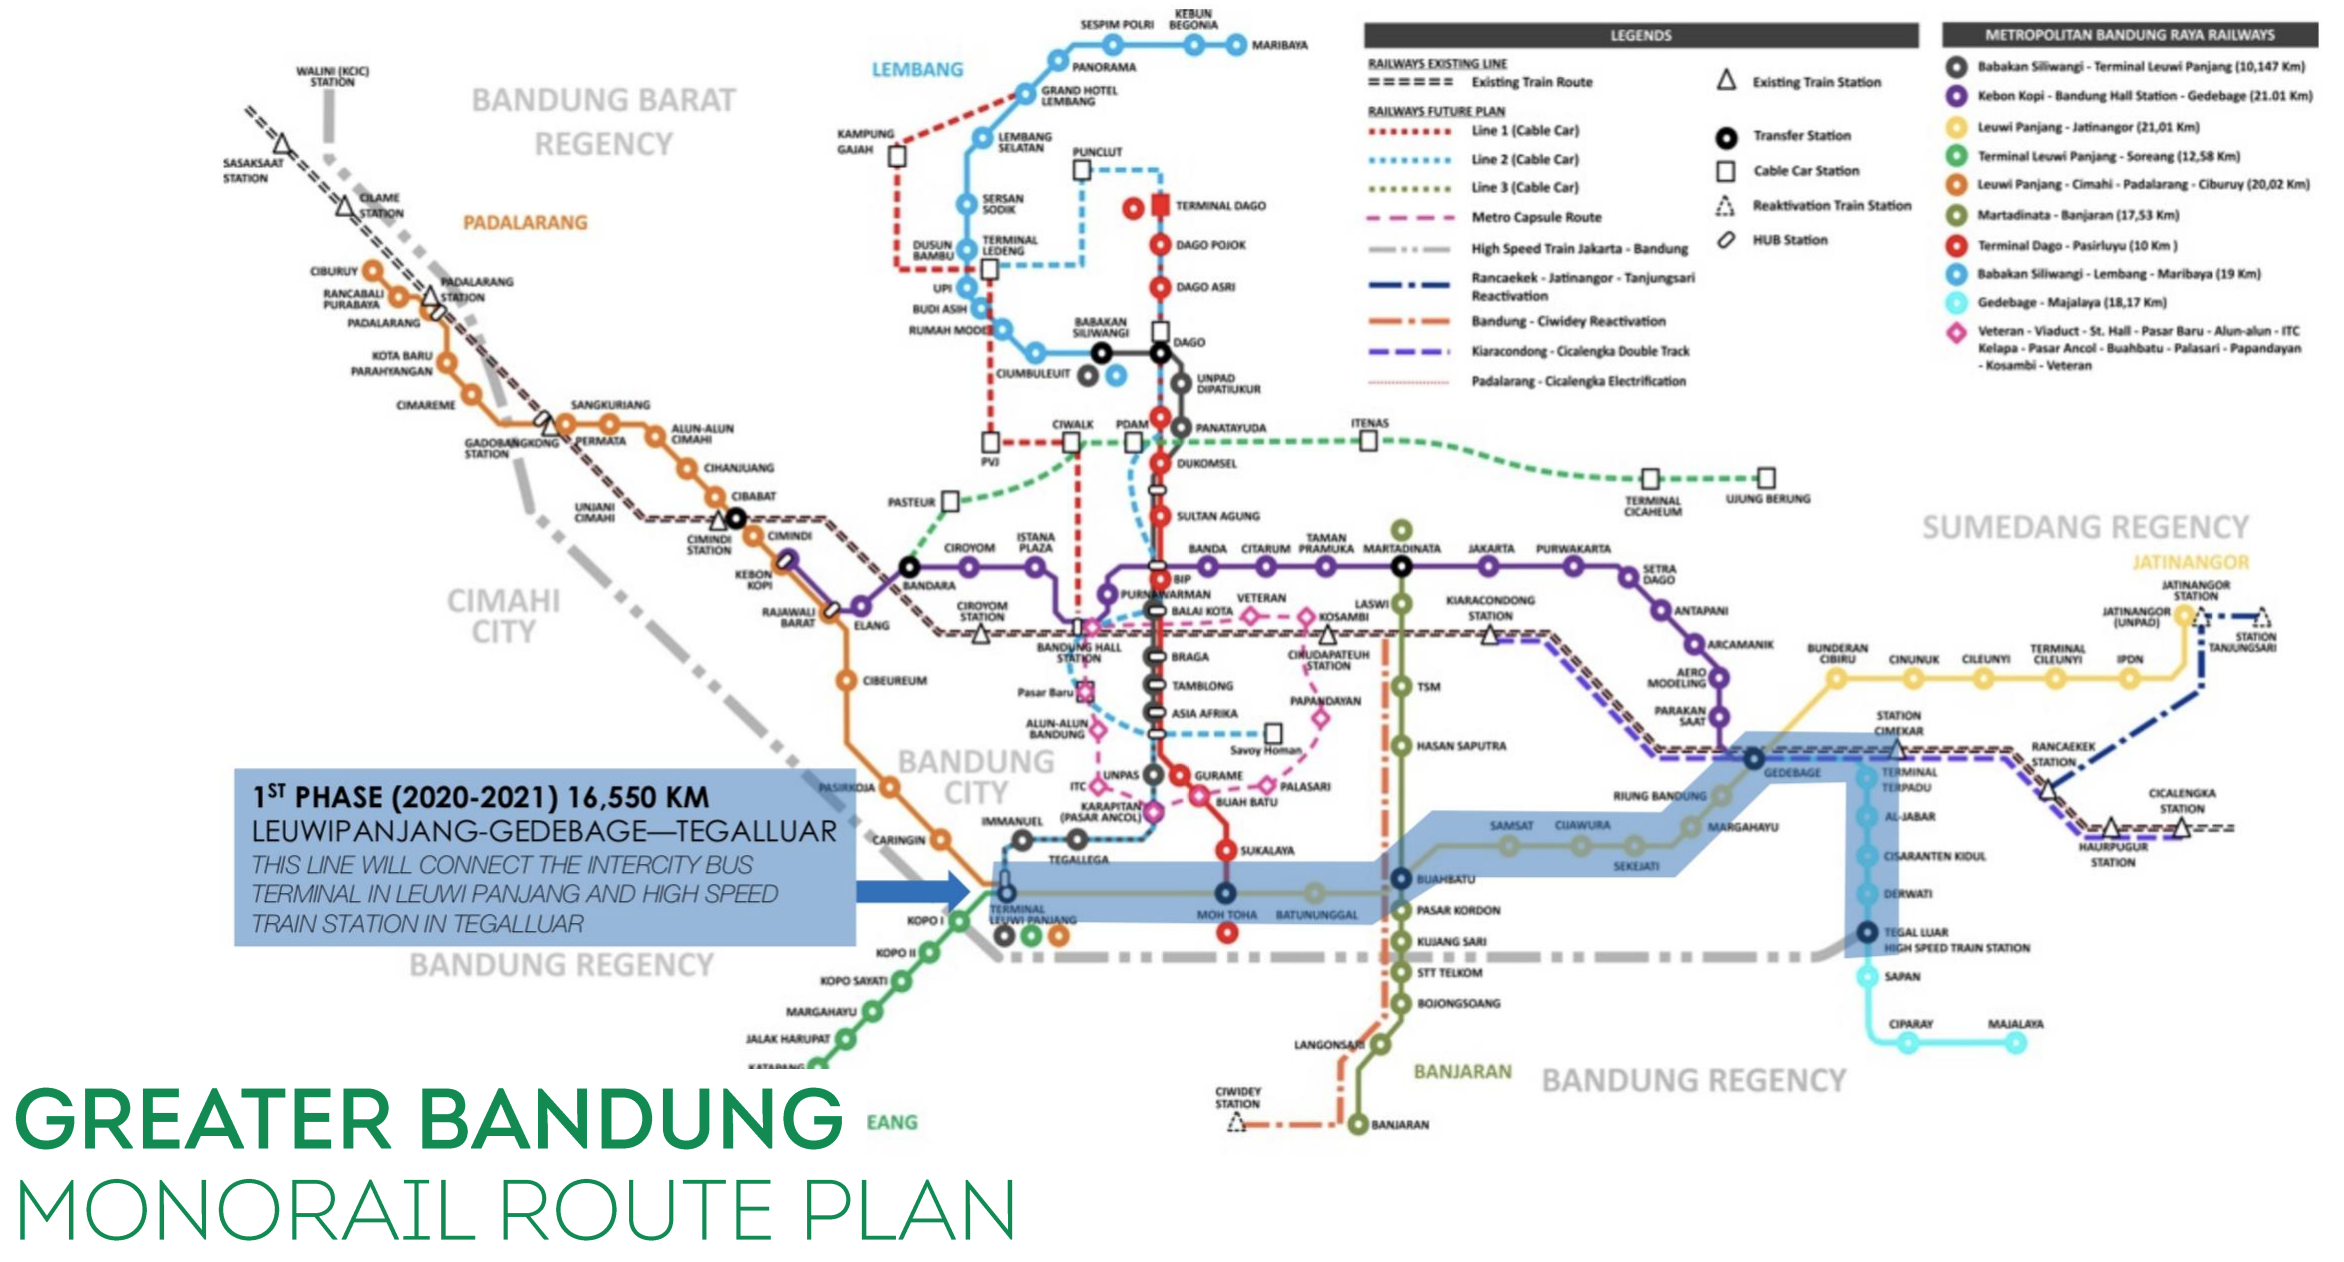 WALINI (KCIC)
STATION
BANDUNG BARAT
REGENCY
SASAKSAAT
STATION
CILAME
STATION
PADALARANG
CIBURUY
RANCABALI
PURABAYA
PADALARANG
STATION
PADALARANG
KOTA BARU
PARAHYANGAN
CIMAREME
GADOBANGKONG
STATION
SANGKURIANG
PERMATA
ALUN-ALUN
CIMAHI
CIHANJUANG
CIBABAT
UNJANI
CIMAHI
CIMINDI
STATION
CIMINDI
KEBON
KOPI
RAJAWALI
BARAT
ELANG
CIBEUREUM
CIMAHI
CITY
PASIRKOJA
CARINGIN
LEMBANG
SESPIM POLRI
KEBUN
BEGONIA
MARIBAYA
PANORAMA
GRAND HOTEL
LEMBANG
KAMPUNG
GAJAH
LEMBANG
SELATAN
PUNCLUT
SERSAN
SODIK
TERMINAL DAGO
DUSUN
BAMBU
TERMINAL
LEDENG
DAGO POJOK
UPI
DAGO ASRI
BUDI ASIH
RUMAH MODE
BABAKAN
SILIWANGI
DAGO
CIUMBULEUIT
UNPAD
DIPATIUKUR
CIWALK
PDAM
PANATAYUDA
ITENAS
PVJ
DUKOMSEL
PASTEUR
TERMINAL
CICAHEUM
UJUNG BERUNG
SULTAN AGUNG
CIROYOM
ISTANA
PLAZA
BANDARA
BANDA
CITARUM
TAMAN
PRAMUKA
MARTADINATA
JAKARTA
PURWAKARTA
SETRA
DAGO
BIP
PURNAWARMAN
BALAI KOTA
VETERAN
KOSAMBI
LASWI
KIARACONDONG
STATION
ANTAPANI
ARCAMANIK
CIROYOM
STATION
BANDUNG HALL
STATION
BRAGA
CIKUDAPATEUH
STATION
AERO
MODELING
Pasar Baru
TAMBLONG
PAPANDAYAN
TSM
PARAKAN
SAAT
ALUN-ALUN
BANDUNG
ASIA AFRIKA
Savoy Homan
HASAN SAPUTRA
BANDUNG
CITY
UNPAS
GURAME
ITC
PALASARI
BUAH BATU
KARAPITAN
(PASAR ANCOL)
IMMANUEL
TEGALLEGA
SUKALAYA
SUMEDANG REGENCY
JATINANGOR
JATINANGOR
STATION
JATINANGOR
(UNPAD)
STATION
TANJUNGSARI
BUNDERAN
CIBIRU
CINUNUK
CILEUNYI
TERMINAL
CILEUNYI
IPDN
STATION
CIMEKAR
RANCAEKEK
STATION
GEDEBAGE
TERMINAL
TERPADU
CICALENGKA
STATION
RIUNG BANDUNG
AL-JABAR
SAMSAT
CIJAWURA
MARGAHAYU
HAURPUGUR
STATION
SEKEJATI
CISARANTEN KIDUL
BUAHBATU
DERWATI
TERMINAL
LEUWI PANJANG
MOH TOHA
BATUNUNGGAL
PASAR KORDON
KUJANG SARI
TEGAL LUAR
HIGH SPEED TRAIN STATION
STT TELKOM
SAPAN
BOJONGSOANG
CIPARAY
MAJALAYA
LANGONSARI
BANJARAN
BANDUNG REGENCY
CIWIDEY
STATION
BANJARAN
KOPO I
KOPO II
KOPO SAYATI
MARGAHAYU
JALAK HARUPAT
KATAPANG
EANG
BANDUNG REGENCY
1ST PHASE (2020-2021) 16,550 KM
LEUWIPANJANG-GEDEBAGE—TEGALLUAR
THIS LINE WILL CONNECT THE INTERCITY BUS
TERMINAL IN LEUWI PANJANG AND HIGH SPEED
TRAIN STATION IN TEGALLUAR
LEGENDS
RAILWAYS EXISTING LINE
Existing Train Route
RAILWAYS FUTURE PLAN
Line 1 (Cable Car)
Line 2 (Cable Car)
Line 3 (Cable Car)
Metro Capsule Route
High Speed Train Jakarta - Bandung
Rancaekek - Jatinangor - Tanjungsari
Reactivation
Bandung - Ciwidey Reactivation
Kiaracondong - Cicalengka Double Track
Padalarang - Cicalengka Electrification
Existing Train Station
Transfer Station
Cable Car Station
Reaktivation Train Station
HUB Station
METROPOLITAN BANDUNG RAYA RAILWAYS
Babakan Siliwangi - Terminal Leuwi Panjang (10,147 Km)
Kebon Kopi - Bandung Hall Station - Gedebage (21.01 Km)
Leuwi Panjang - Jatinangor (21,01 Km)
Terminal Leuwi Panjang - Soreang (12,58 Km)
Leuwi Panjang - Cimahi - Padalarang - Ciburuy (20,02 Km)
Martadinata - Banjaran (17,53 Km)
Terminal Dago - Pasirluyu (10 Km )
Babakan Siliwangi - Lembang - Maribaya (19 Km)
Gedebage - Majalaya (18,17 Km)
Veteran - Viaduct - St. Hall - Pasar Baru - Alun-alun - ITC
Kelapa - Pasar Ancol - Buahbatu - Palasari - Papandayan
- Kosambi - Veteran
GREATER BANDUNG
MONORAIL ROUTE PLAN